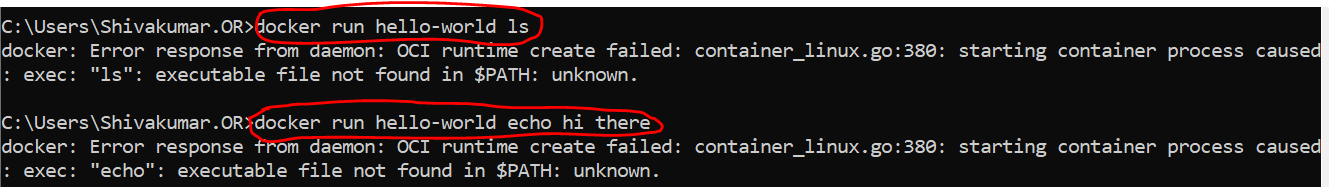 C:\Users\Shivakumar.OR>docker run hello-world ls
docker: Error response from daemon: OCI runtime create failed: container_linux.go:380: starting container process caused
: exec: "ls": executable file not found in $PATH: unknown.
C:\Users\Shivakumar.OR>docker run hello-world echo hi there
docker: Error response from daemon: OCI runtime create failed: container_linux.go:380: starting container process caused
: exec: "echo": executable file not found in $PATH: unknown.